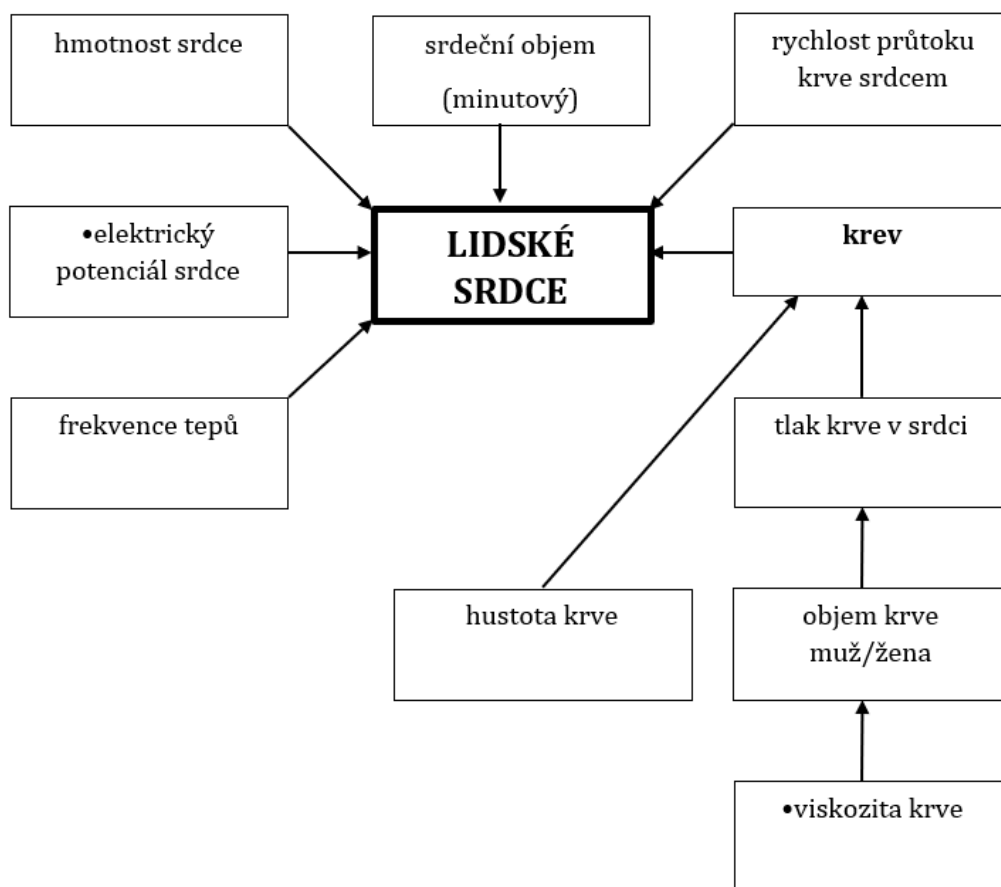 hmotnost srdce
srdeční objem
(minutový)
rychlost průtoku
krve srdcem
•elektrický
potenciál srdce
LIDSKÉ
SRDCE
krev
frekvence tepů
tlak krve v srdci
hustota krve
objem krve
muž/žena
•viskozita krve